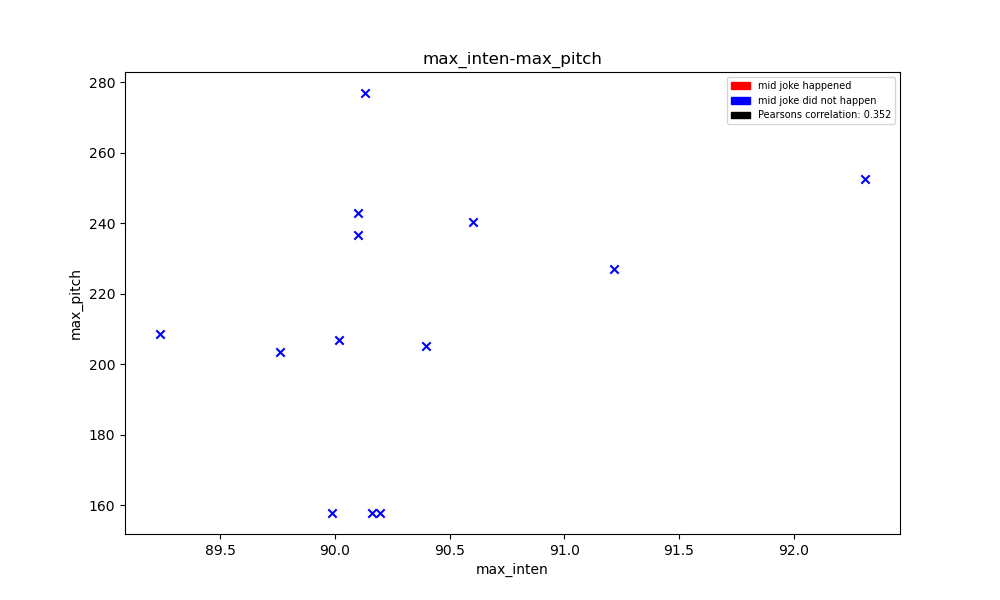 max_inten-max_pitch
mid joke happened
mid joke did not happen
Pearsons correlation: 0.352
280
260
240
220
200
180
160
max_pitch
89.5 90.0 90.5 91.0 91.5 92.0
max_inten